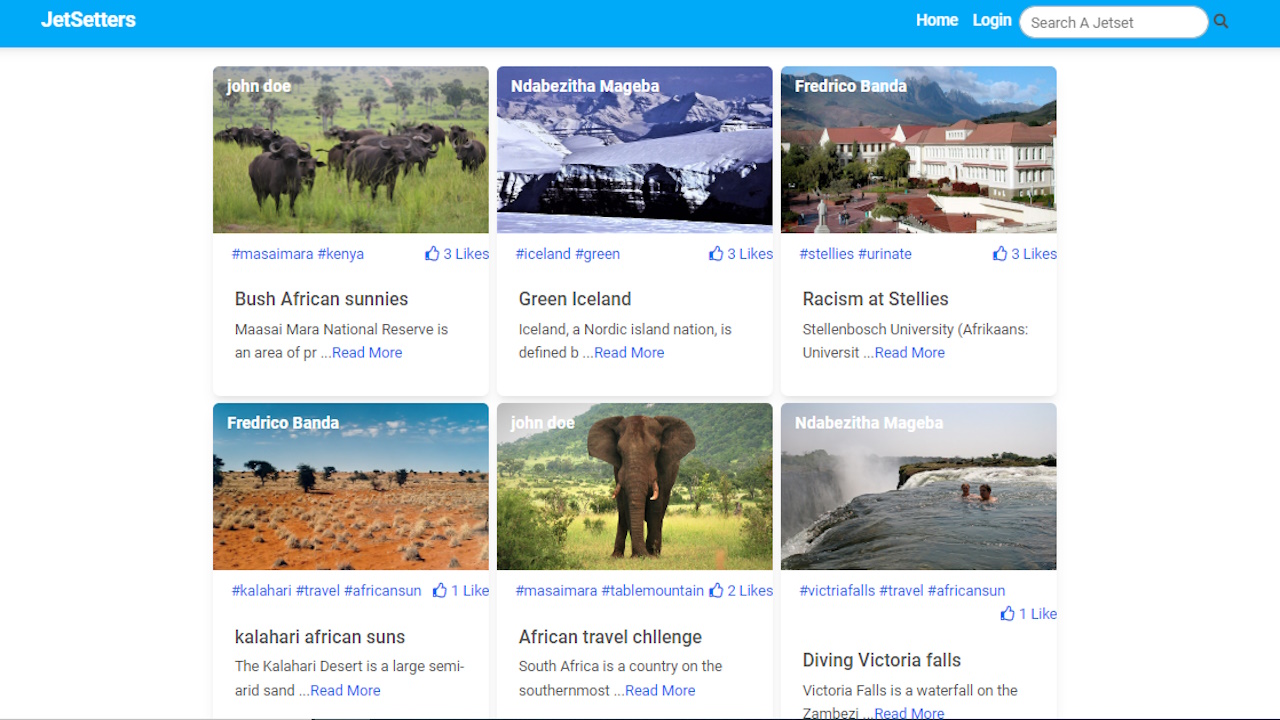 JetSetters
Home Login Search A Jetset
john doe
#masaimara #kenya 3 Likes
Bush African sunnies
Maasai Mara National Reserve is
an area of pr ...Read More
Ndabezitha Mageba
#iceland #green 3 Likes
Green Iceland
Iceland, a Nordic island nation, is
defined b ...Read More
Fredrico Banda
#stellies #urinate 3 Likes
Racism at Stellies
Stellenbosch University (Afrikaans:
Universit ...Read More
Fredrico Banda
#kalahari #travel #africansun 1 Like
kalahari african suns
The Kalahari Desert is a large semi-
arid sand ...Read More
john doe
#masaimara #tablemountain 2 Likes
African travel chllenge
South Africa is a country on the
southernmost ...Read More
Ndabezitha Mageba
#victriafalls #travel #africansun
1 Like
Diving Victoria falls
Victoria Falls is a waterfall on the
Zambezi ...Read More